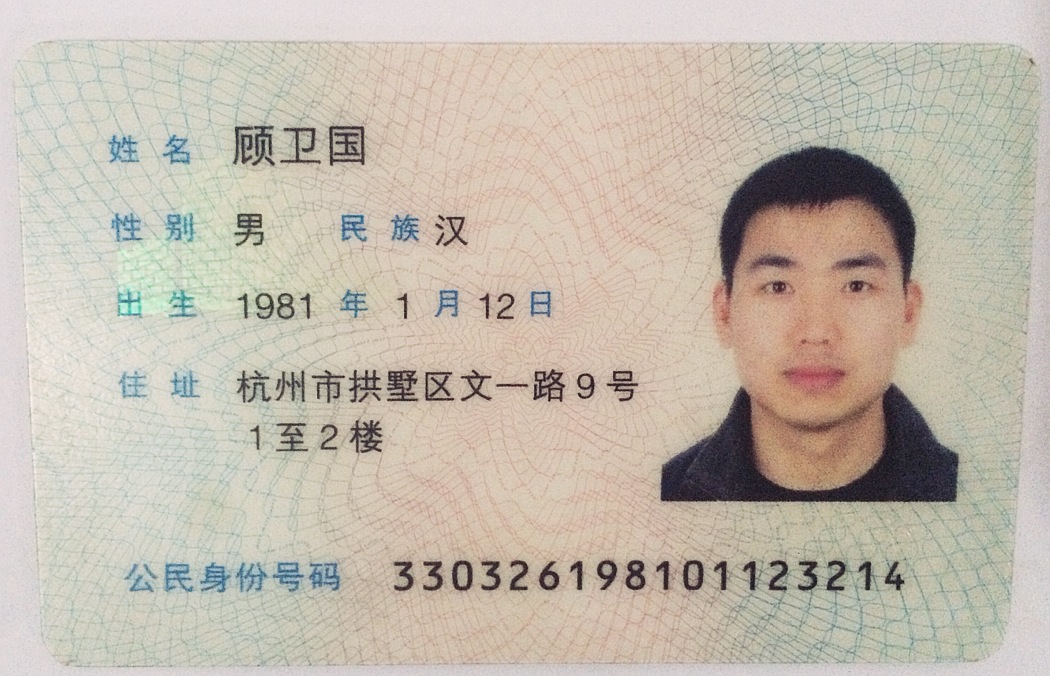 姓名 顾卫国
性别 男 民族 汉
出生 1981 年 1 月 12 日
住址 杭州市拱墅区文一路9号
1至2楼
公民身份号码 330326198101123214